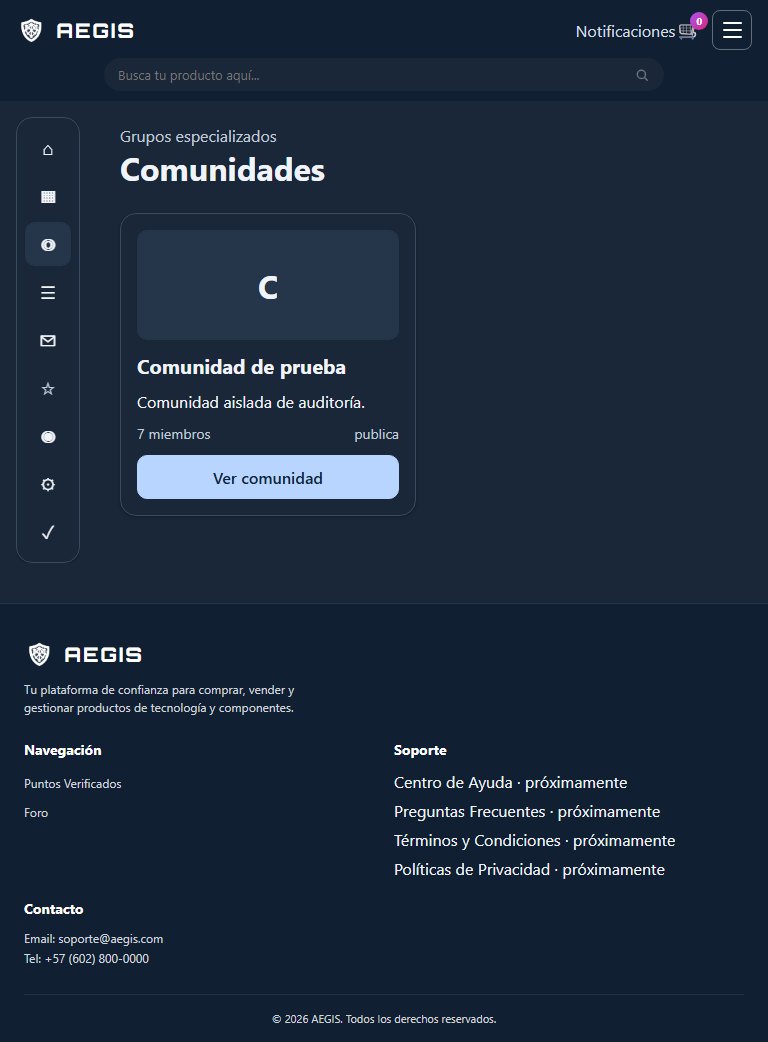 AEGIS
Notificaciones
0
Busca tu producto aquí...
Grupos especializados
Comunidades
C
Comunidad de prueba
Comunidad aislada de auditoría.
7 miembros
publica
Ver comunidad
AEGIS
Tu plataforma de confianza para comprar, vender y
gestionar productos de tecnología y componentes.
Navegación
Puntos Verificados
Foro
Soporte
Centro de Ayuda · próximamente
Preguntas Frecuentes · próximamente
Términos y Condiciones · próximamente
Políticas de Privacidad · próximamente
Contacto
Email: soporte@aegis.com
Tel: +57 (602) 800-0000
© 2026 AEGIS. Todos los derechos reservados.